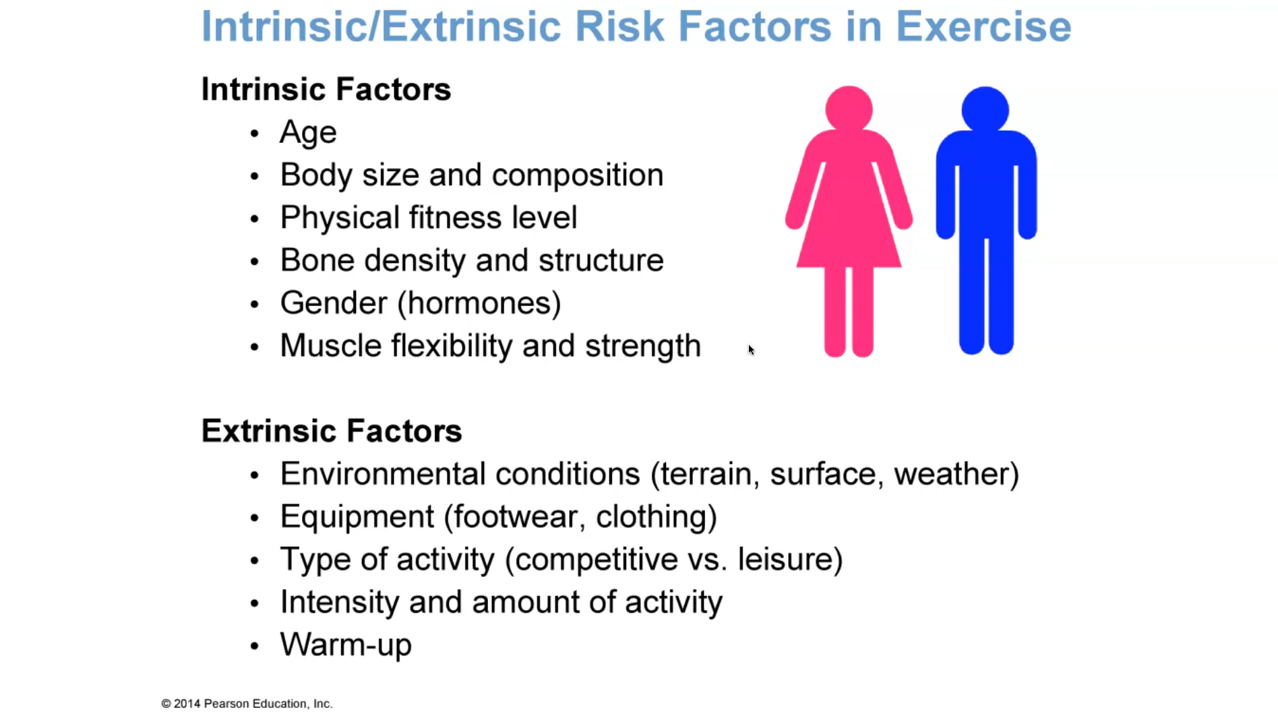 Intrinsic/Extrinsic Risk Factors in Exercise
Intrinsic Factors
• Age
• Body size and composition
• Physical fitness level
• Bone density and structure
• Gender (hormones)
• Muscle flexibility and strength
Extrinsic Factors
• Environmental conditions (terrain, surface, weather)
• Equipment (footwear, clothing)
• Type of activity (competitive vs. leisure)
• Intensity and amount of activity
• Warm-up
© 2014 Pearson Education, Inc.